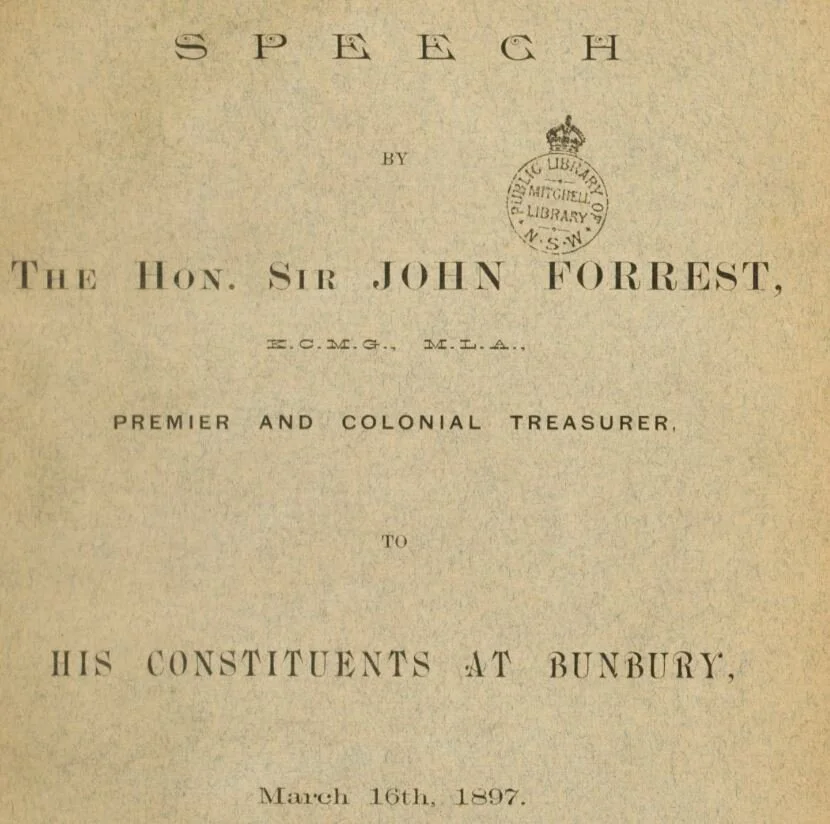 SPEECH
BY
PUBLIC LIBRARY OF
MITCHELL
LIBRARY
N.S.W
THE HON. SIR JOHN FORREST,
K.C.M.G., M.L.A.,
PREMIER AND COLONIAL TREASURER,
TO
HIS CONSTITUENTS AT BUNBURY,
March 16th, 1897.